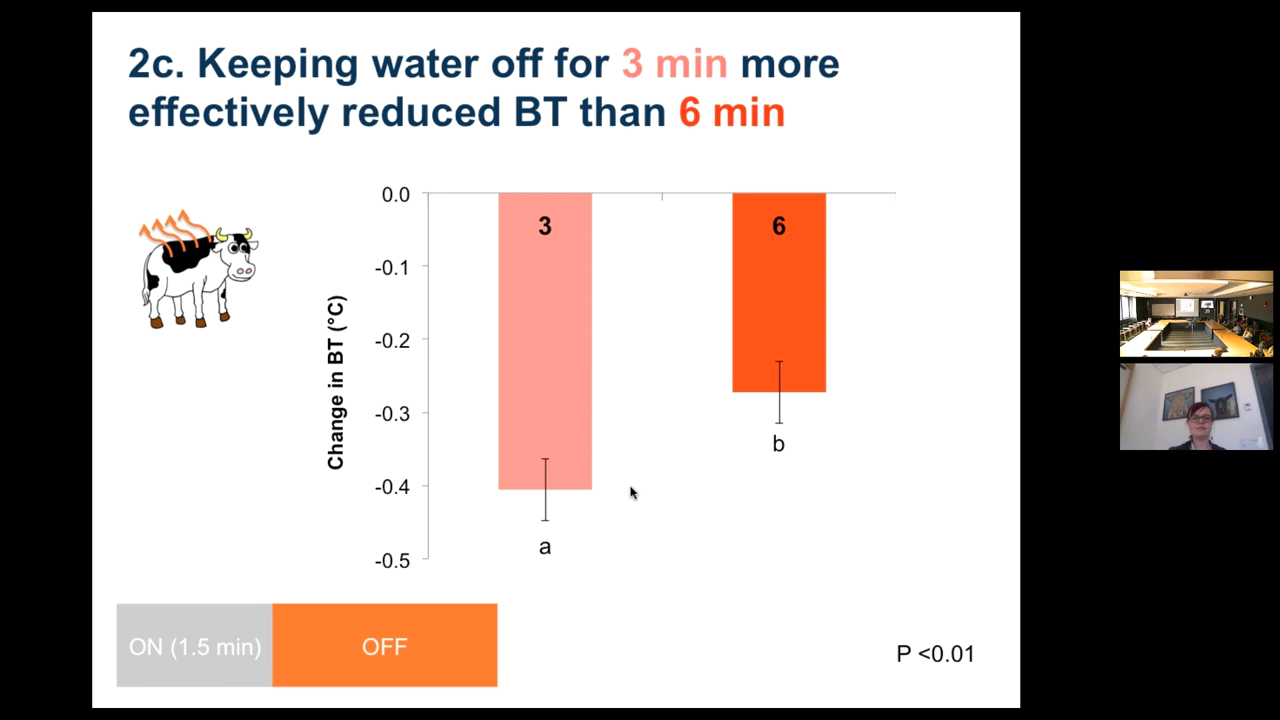 2c. Keeping water off for 3 min more
effectively reduced BT than 6 min
0.0
-0.1
-0.2
-0.3
-0.4
-0.5
Change in BT (°C)
3
6
a
b
ON (1.5 min)
OFF
P <0.01